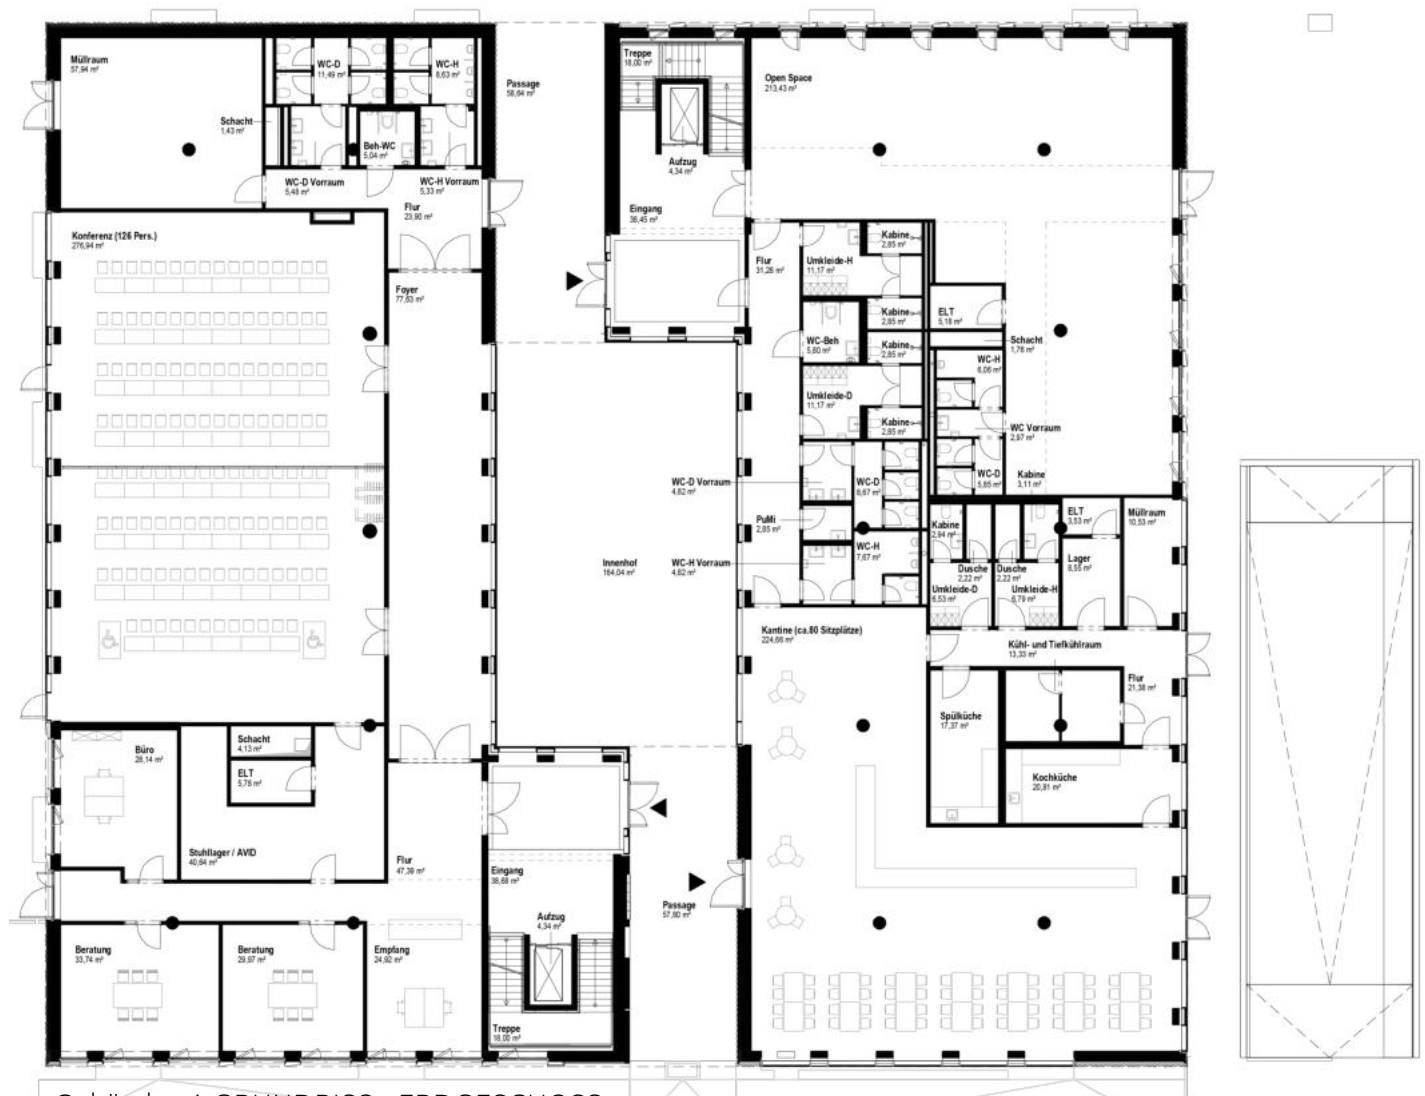 Müllraum
57,94 m²
WC-D
11,49 m²
WC-H
8,63 m²
Passage
58,64 m²
Treppe
18,00 m²
Open Space
213,43 m²
Schacht
1,43 m²
Beh-WC
5,04 m²
Aufzug
4,34 m²
WC-D Vorraum
5,48 m²
WC-H Vorraum
5,33 m²
Flur
23,90 m²
Eingang
38,45 m²
Konferenz (126 Pers.)
276,94 m²
Kabine
2,85 m²
Flur
31,28 m²
Umkleide-H
11,17 m²
Foyer
77,83 m²
Kabine
2,85 m²
ELT
5,18 m²
WC-Beh
5,60 m²
Kabine
2,85 m²
Schacht
1,76 m²
WC-H
6,06 m²
Umkleide-D
11,17 m²
Kabine
2,85 m²
WC Vorraum
2,97 m²
WC-D
5,85 m²
Kabine
3,11 m²
WC-D Vorraum
4,62 m²
WC-D
6,67 m²
PuMi
2,85 m²
Kabine
2,94 m²
ELT
3,53 m²
Müllraum
10,53 m²
Innenhof
164,04 m²
WC-H Vorraum
4,62 m²
WC-H
7,67 m²
Dusche
2,22 m²
Dusche
2,22 m²
Lager
8,55 m²
Umkleide-D
6,53 m²
Umkleide-H
6,79 m²
Kantine (ca.80 Sitzplätze)
224,66 m²
Kühl- und Tiefkühlraum
13,33 m²
Flur
21,38 m²
Spülküche
17,37 m²
Schacht
4,13 m²
Büro
28,14 m²
ELT
5,76 m²
Kochküche
20,81 m²
Stuhllager / AVID
40,64 m²
Flur
47,39 m²
Eingang
38,68 m²
Passage
57,80 m²
Aufzug
4,34 m²
Beratung
33,74 m²
Beratung
29,97 m²
Empfang
24,92 m²
Treppe
18,00 m²